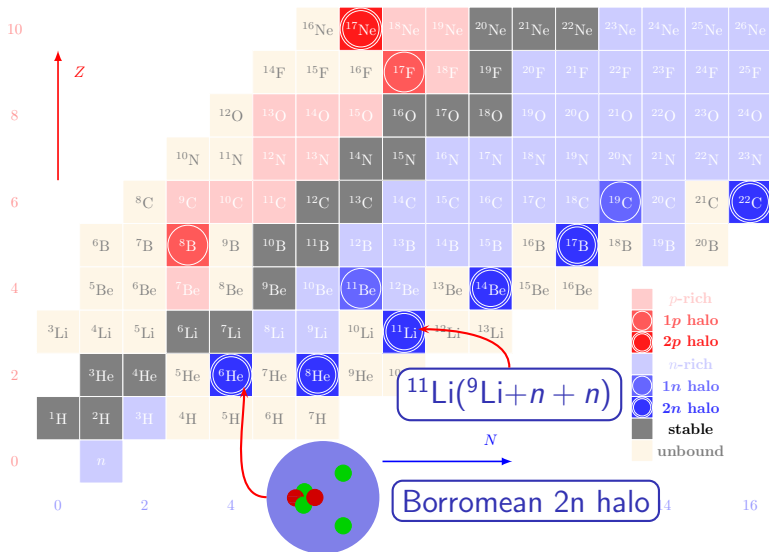 10 ¹⁶Ne ¹⁷Ne ¹⁸Ne ¹⁹Ne ²⁰Ne ²¹Ne ²²Ne ²³Ne ²⁴Ne ²⁵Ne ²⁶Ne
Z ¹⁴F ¹⁵F ¹⁶F ¹⁷F ¹⁸F ¹⁹F ²⁰F ²¹F ²²F ²³F ²⁴F ²⁵F
8 ¹²O ¹³O ¹⁴O ¹⁵O ¹⁶O ¹⁷O ¹⁸O ¹⁹O ²⁰O ²¹O ²²O ²³O ²⁴O
¹⁰N ¹¹N ¹²N ¹³N ¹⁴N ¹⁵N ¹⁶N ¹⁷N ¹⁸N ¹⁹N ²⁰N ²¹N ²²N ²³N
6 ⁸C ⁹C ¹⁰C ¹¹C ¹²C ¹³C ¹⁴C ¹⁵C ¹⁶C ¹⁷C ¹⁸C ¹⁹C ²⁰C ²¹C ²²C
⁶B ⁷B ⁸B ⁹B ¹⁰B ¹¹B ¹²B ¹³B ¹⁴B ¹⁵B ¹⁶B ¹⁷B ¹⁸B ¹⁹B ²⁰B
4 ⁵Be ⁶Be ⁷Be ⁸Be ⁹Be ¹⁰Be ¹¹Be ¹²Be ¹³Be ¹⁴Be ¹⁵Be ¹⁶Be
³Li ⁴Li ⁵Li ⁶Li ⁷Li ⁸Li ⁹Li ¹⁰Li ¹¹Li ¹²Li ¹³Li
2 ³He ⁴He ⁵He ⁶He ⁷He ⁸He ⁹He
¹H ²H ³H ⁴H ⁵H ⁶H ⁷H
0 n
0 2 4 14 16
N
¹¹Li(⁹Li+n + n)
Borromean 2n halo
p-rich
1p halo
2p halo
n-rich
1n halo
2n halo
stable
unbound